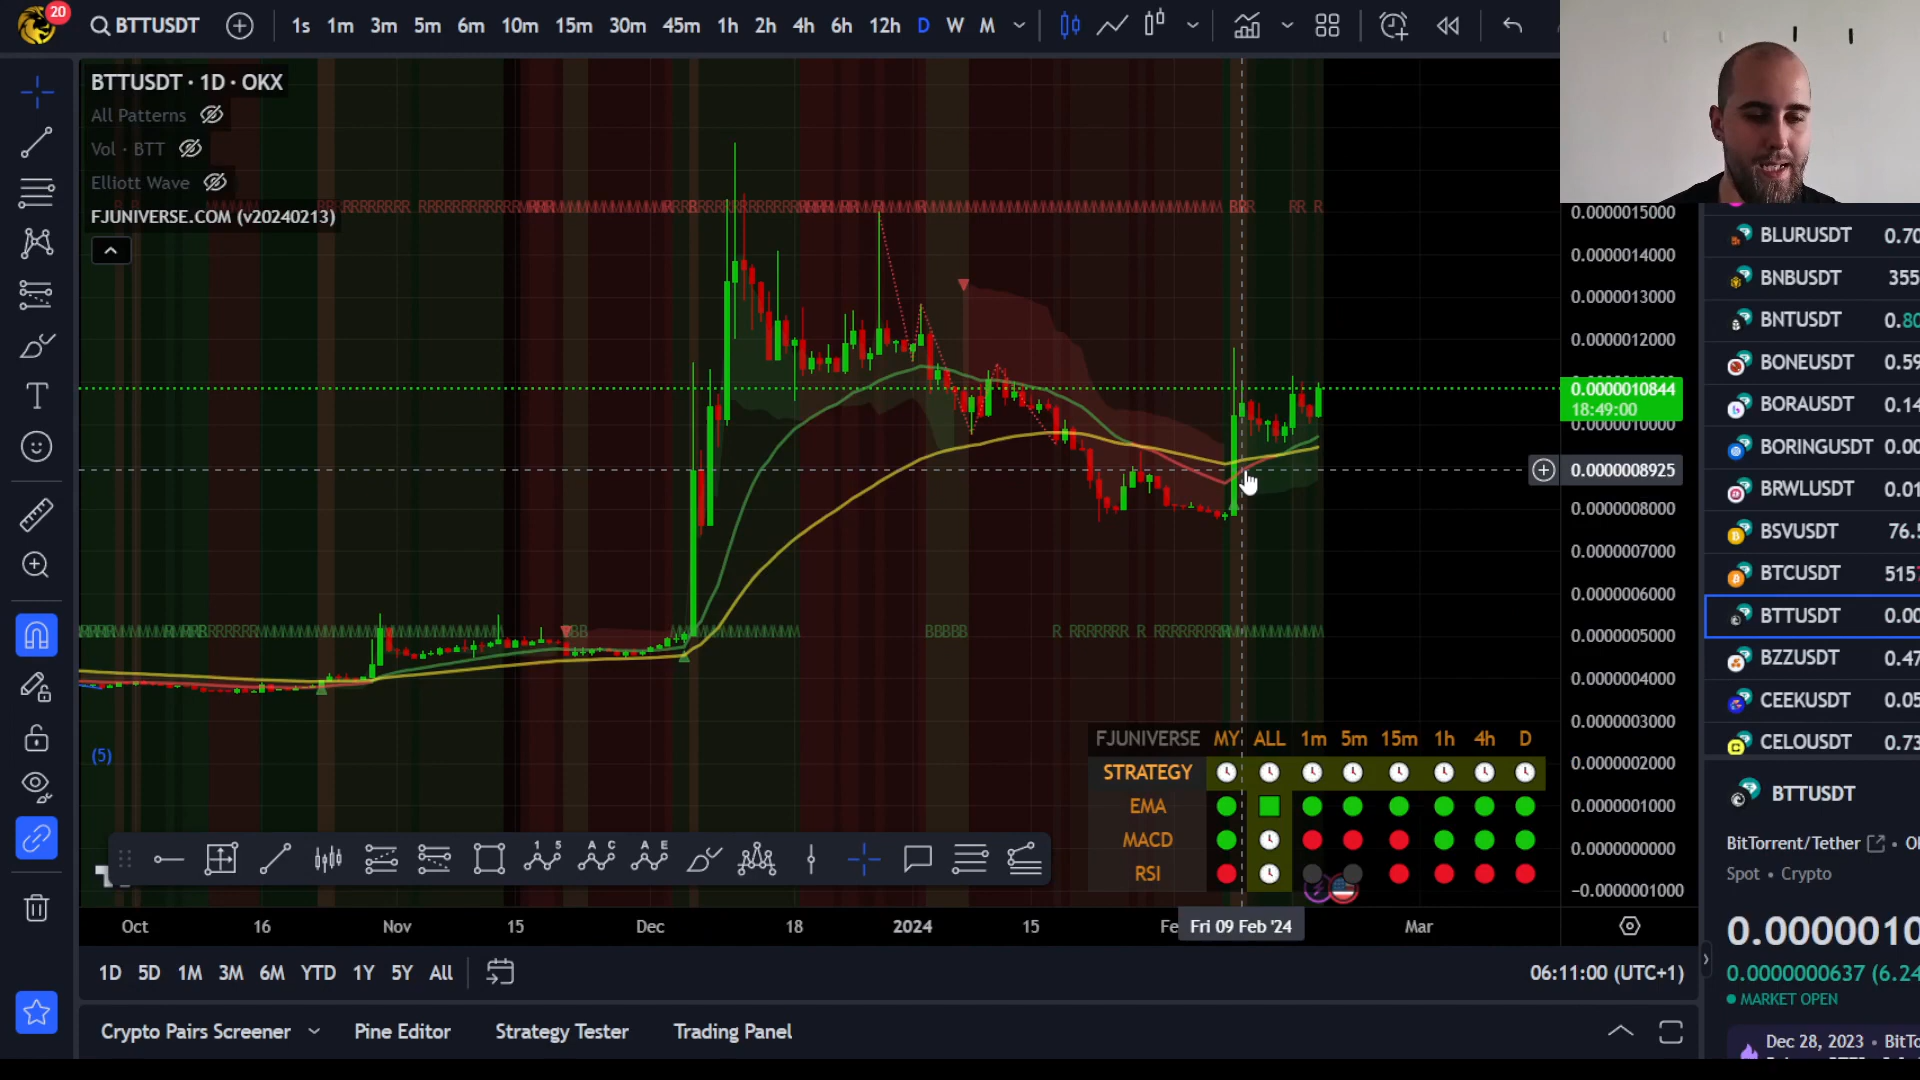 20
BTTUSDT
1s 1m 3m 5m 6m 10m 15m 30m 45m 1h 2h 4h 6h 12h D W M
BTTUSDT · 1D · OKX
All Patterns
Vol · BTT
Elliott Wave
FJUNIVERSE.COM (v20240213)
0.0000015000
0.0000014000
0.0000013000
0.0000012000
0.0000010844
18:49:00
0.0000010000
0.0000008925
0.0000008000
0.0000007000
0.0000006000
0.0000005000
0.0000004000
0.0000003000
0.0000002000
0.0000001000
0.0000000000
−0.0000001000
BBBBB
(5)
FJUNIVERSE MY ALL 1m 5m 15m 1h 4h D
STRATEGY
EMA
MACD
RSI
Oct 16 Nov 15 Dec 18 2024 15 Fe Fri 09 Feb '24 Mar
1D 5D 1M 3M 6M YTD 1Y 5Y All
06:11:00 (UTC+1)
Crypto Pairs Screener Pine Editor Strategy Tester Trading Panel
BLURUSDT 0.70
BNBUSDT 355
BNTUSDT 0.80
BONEUSDT 0.59
BORAUSDT 0.14
BORINGUSDT 0.00
BRWLUSDT 0.01
BSVUSDT 76.5
BTCUSDT 5157
BTTUSDT 0.00
BZZUSDT 0.47
CEEKUSDT 0.05
CELOUSDT 0.73
BTTUSDT
BitTorrent/Tether
Spot • Crypto
0.0000010
0.0000000637 (6.24
MARKET OPEN
Dec 28, 2023 • BitTo